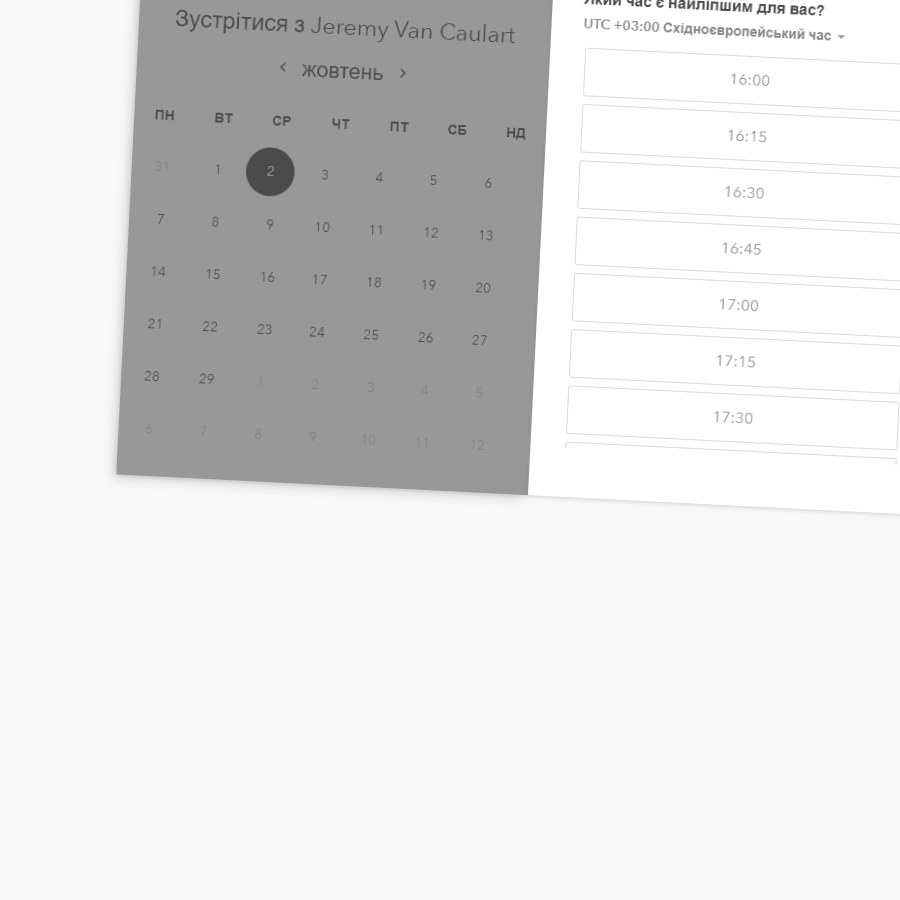 Зустрітися з Jeremy Van Caulart
‹ жовтень ›
ПН ВТ СР ЧТ ПТ СБ НД
31 1 2 3 4 5 6
7 8 9 10 11 12 13
14 15 16 17 18 19 20
21 22 23 24 25 26 27
28 29 1 2 3 4 5
6 7 8 9 10 11 12
Який час є найліпшим для вас?
UTC +03:00 Східноєвропейський час
16:00
16:15
16:30
16:45
17:00
17:15
17:30